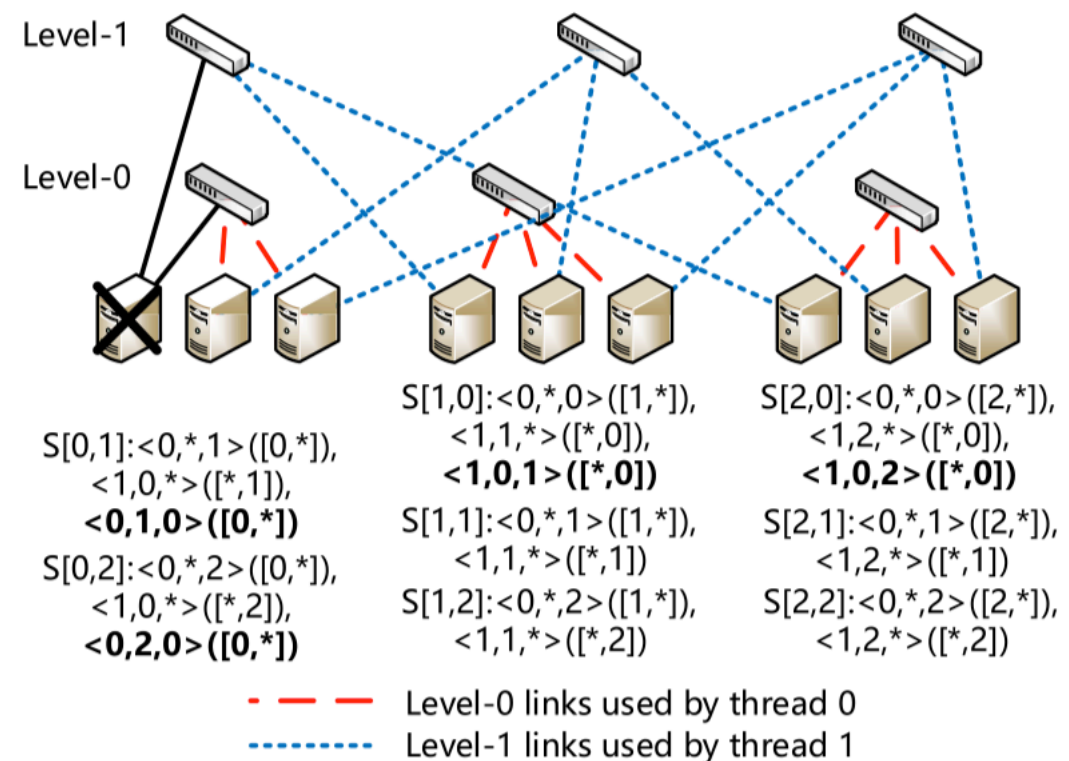 Level-1
Level-0
S[0,1]:<0,*,1>([0,*]),
<1,0,*>([*,1]),
<0,1,0>([0,*])
S[0,2]:<0,*,2>([0,*]),
<1,0,*>([*,2]),
<0,2,0>([0,*])
S[1,0]:<0,*,0>([1,*]),
<1,1,*>([*,0]),
<1,0,1>([*,0])
S[1,1]:<0,*,1>([1,*]),
<1,1,*>([*,1])
S[1,2]:<0,*,2>([1,*]),
<1,1,*>([*,2])
S[2,0]:<0,*,0>([2,*]),
<1,2,*>([*,0]),
<1,0,2>([*,0])
S[2,1]:<0,*,1>([2,*]),
<1,2,*>([*,1])
S[2,2]:<0,*,2>([2,*]),
<1,2,*>([*,2])
Level-0 links used by thread 0
Level-1 links used by thread 1